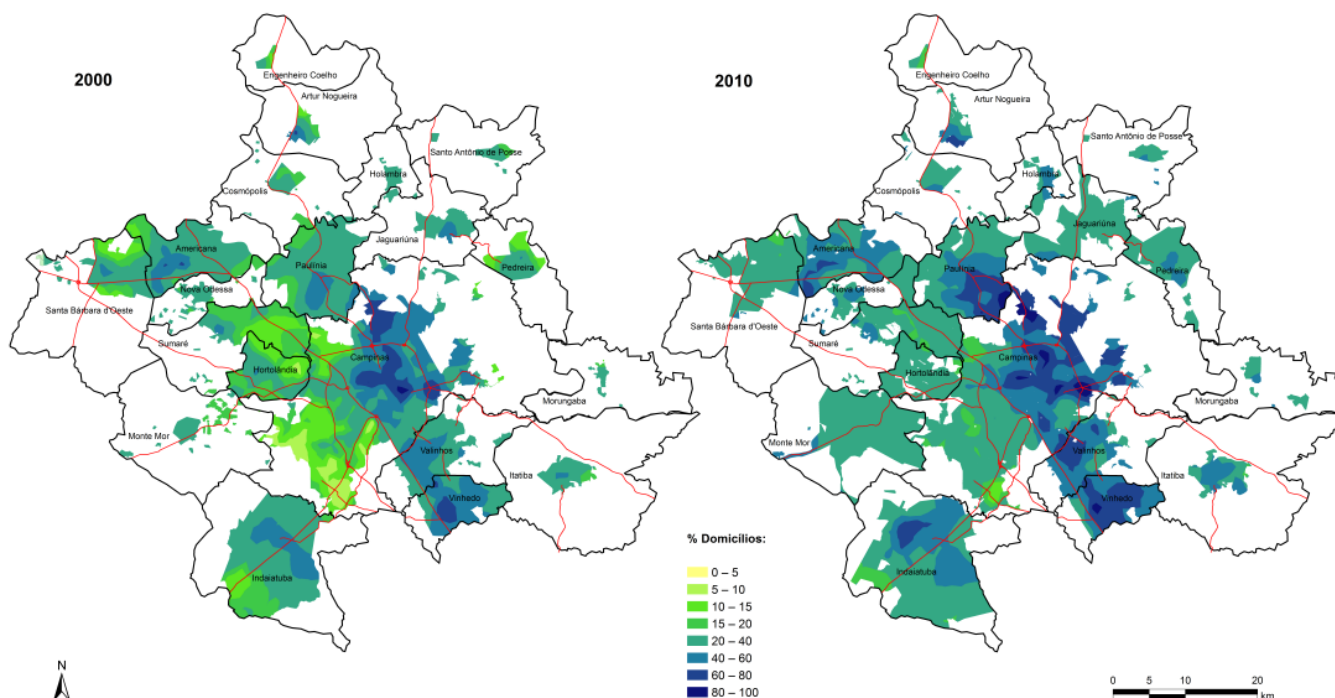 2000
Engenheiro Coelho
Artur Nogueira
Santo Antônio de Posse
Holambra
Cosmópolis
Americana
Jaguariúna
Paulínia
Pedreira
Nova Odessa
Santa Bárbara d'Oeste
Sumaré
Campinas
Hortolândia
Morungaba
Monte Mor
Valinhos
Itatiba
Vinhedo
Indaiatuba
N
2010
Engenheiro Coelho
Artur Nogueira
Santo Antônio de Posse
Holambra
Cosmópolis
Jaguariúna
Americana
Paulínia
Pedreira
Nova Odessa
Santa Bárbara d'Oeste
Sumaré
Campinas
Hortolândia
Morungaba
Monte Mor
Valinhos
Itatiba
Vinhedo
Indaiatuba
% Domicílios:
0 – 5
5 – 10
10 – 15
15 – 20
20 – 40
40 – 60
60 – 80
80 – 100
0 5 10 20
km